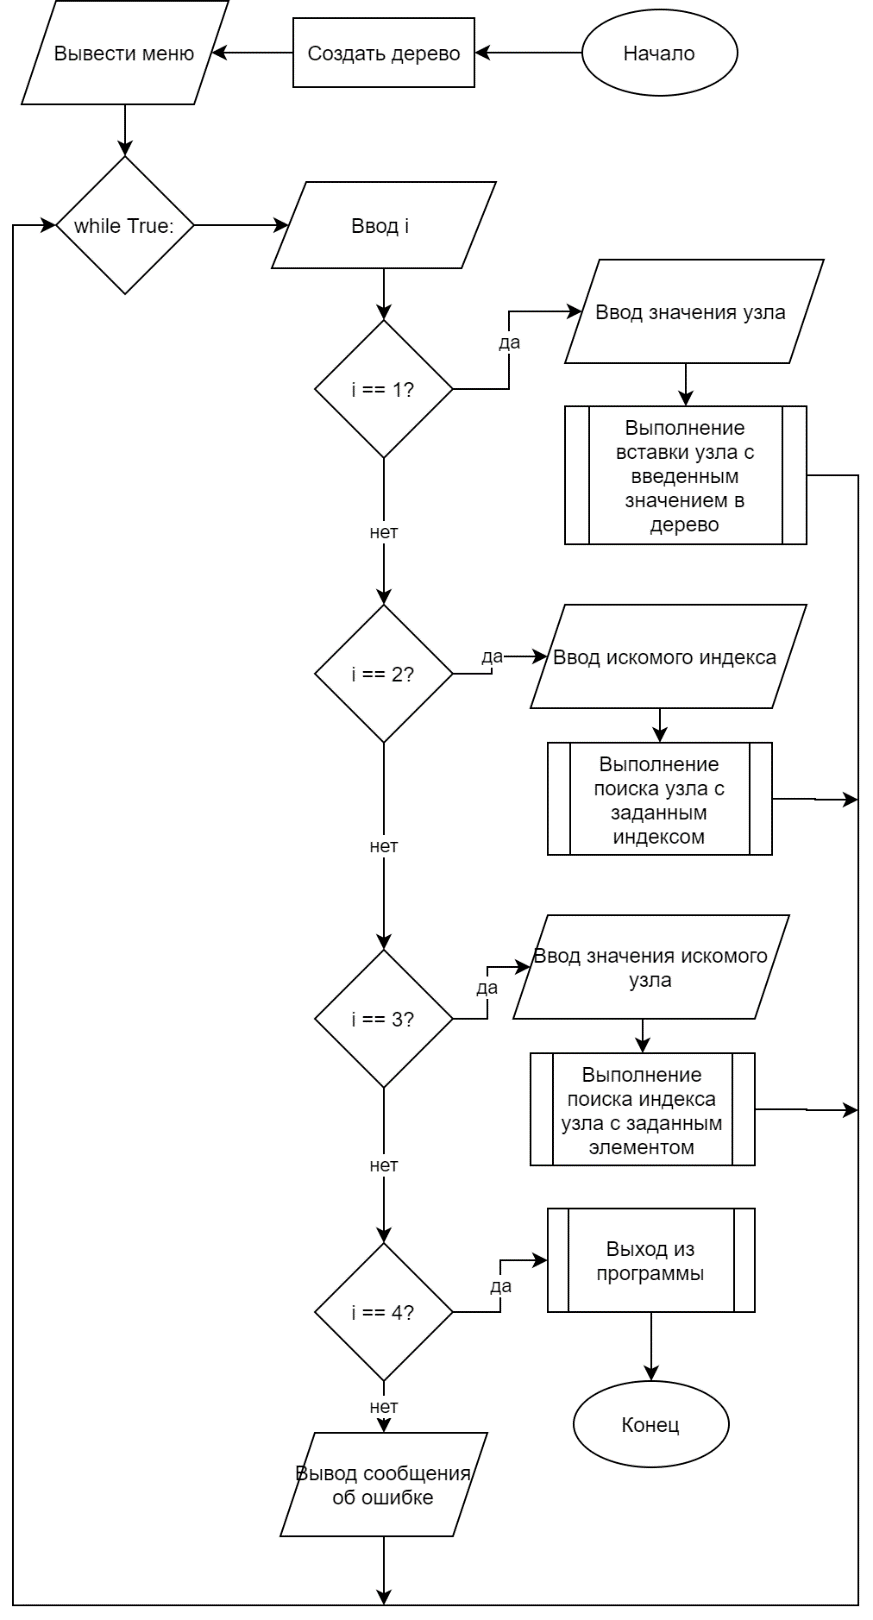 Начало
Создать дерево
Вывести меню
while True:
Ввод i
i == 1?
да
Ввод значения узла
Выполнение
вставки узла с
введенным
значением в
дерево
нет
i == 2?
да
Ввод искомого индекса
Выполнение
поиска узла с
заданным
индексом
нет
i == 3?
да
Ввод значения искомого
узла
Выполнение
поиска индекса
узла с заданным
элементом
нет
i == 4?
да
Выход из
программы
Конец
нет
Вывод сообщения
об ошибке